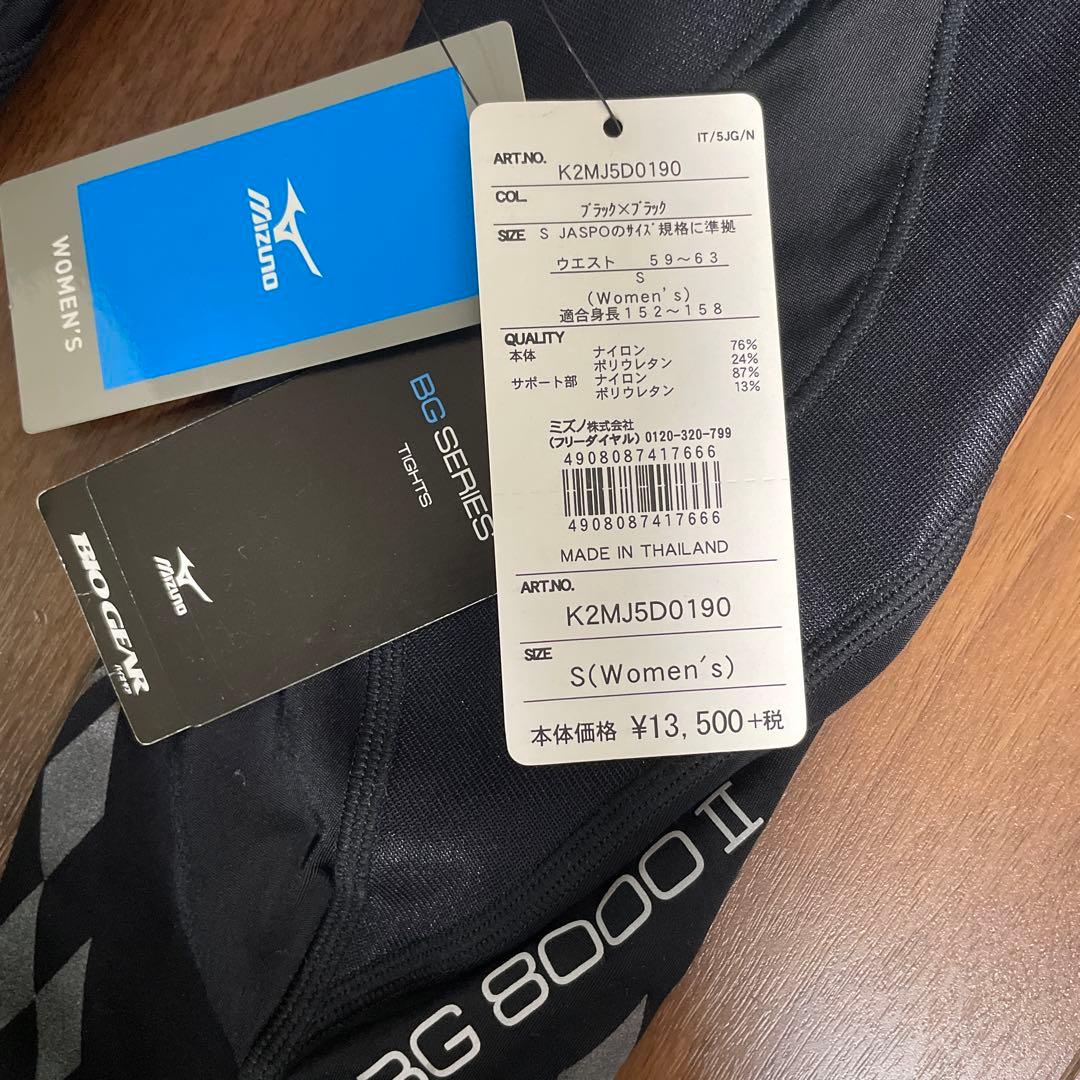 WOMEN'S
MIZUNO
BG SERIES
TIGHTS
MIZUNO
BIO GEAR
IT/5JG/N
ART.NO. K2MJ5D0190
COL. ブラック×ブラック
SIZE S JASPOのサイズ規格に準拠
ウエスト 59～63
S
(Women's)
適合身長152～158
QUALITY
本体 ナイロン 76%
ポリウレタン 24%
サポート部 ナイロン 87%
ポリウレタン 13%
ミズノ株式会社
(フリーダイヤル) 0120-320-799
4908087417666
4908087417666
MADE IN THAILAND
ART.NO.
K2MJ5D0190
SIZE
S(Women's)
本体価格 ¥13,500+税
BG 8000 II